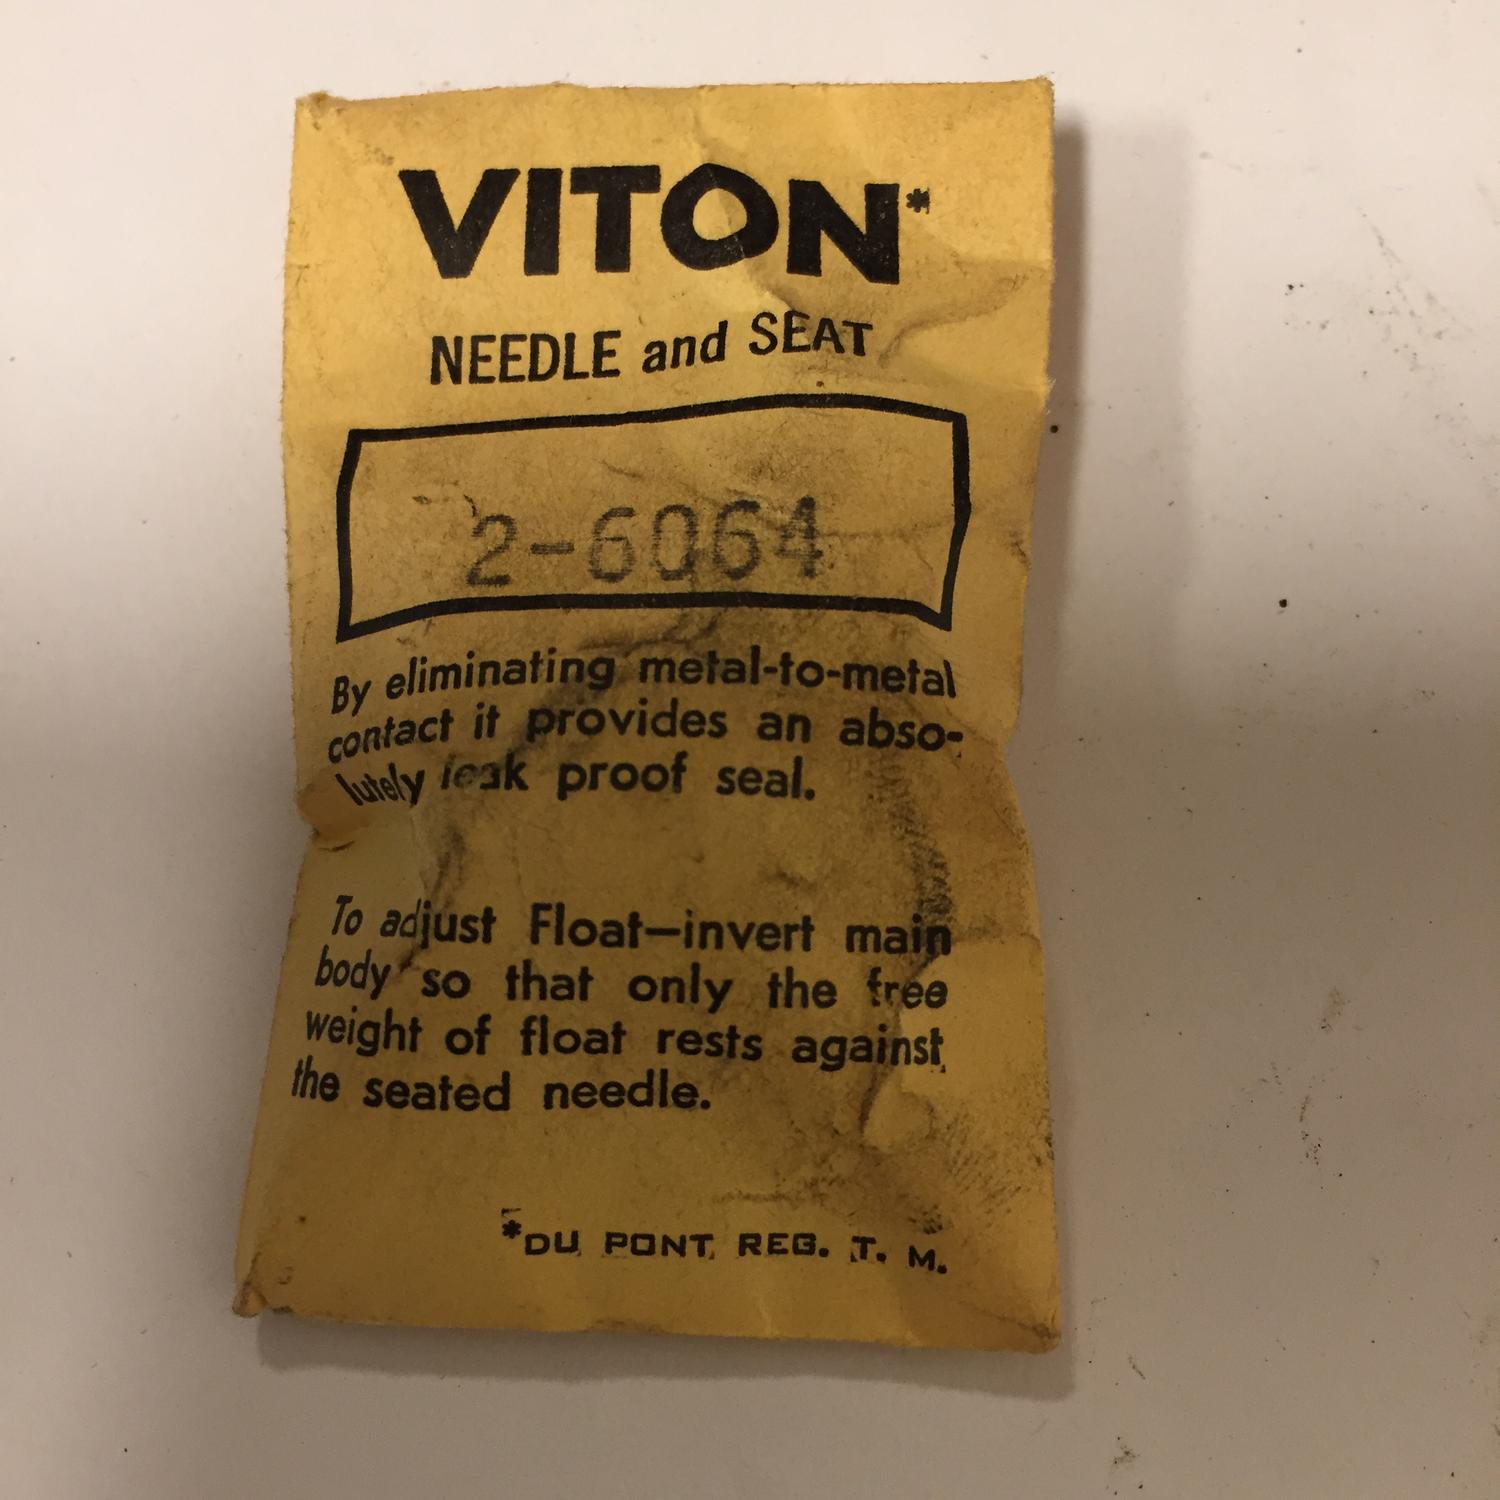 VITON*
NEEDLE and SEAT
2-6064
By eliminating metal-to-metal
contact it provides an abso-
lutely leak proof seal.
To adjust Float—invert main
body so that only the free
weight of float rests against
the seated needle.
*DU PONT REG. T. M.